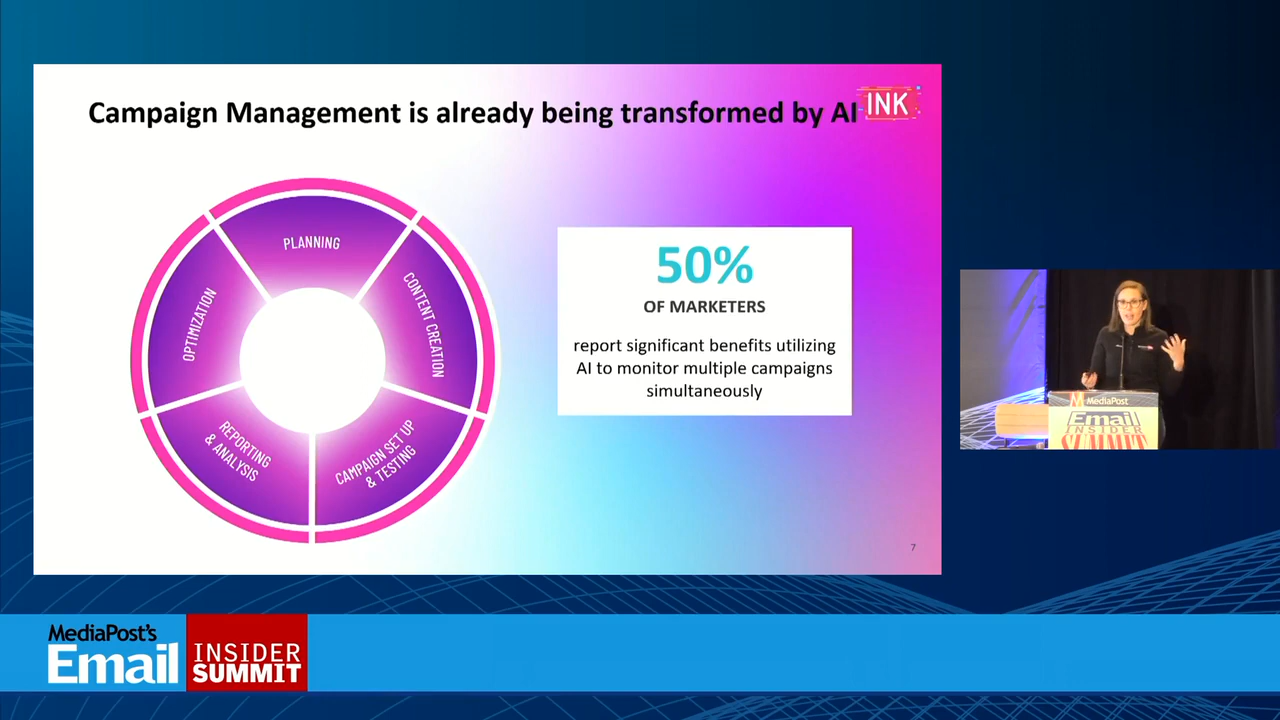 Campaign Management is already being transformed by AI
INK
PLANNING
CONTENT CREATION
CAMPAIGN SET UP
& TESTING
REPORTING
& ANALYSIS
OPTIMIZATION
50%
OF MARKETERS
report significant benefits utilizing
AI to monitor multiple campaigns
simultaneously
7
MediaPost
Email
INSIDER
SUMMIT
MediaPost's
Email
INSIDER
SUMMIT